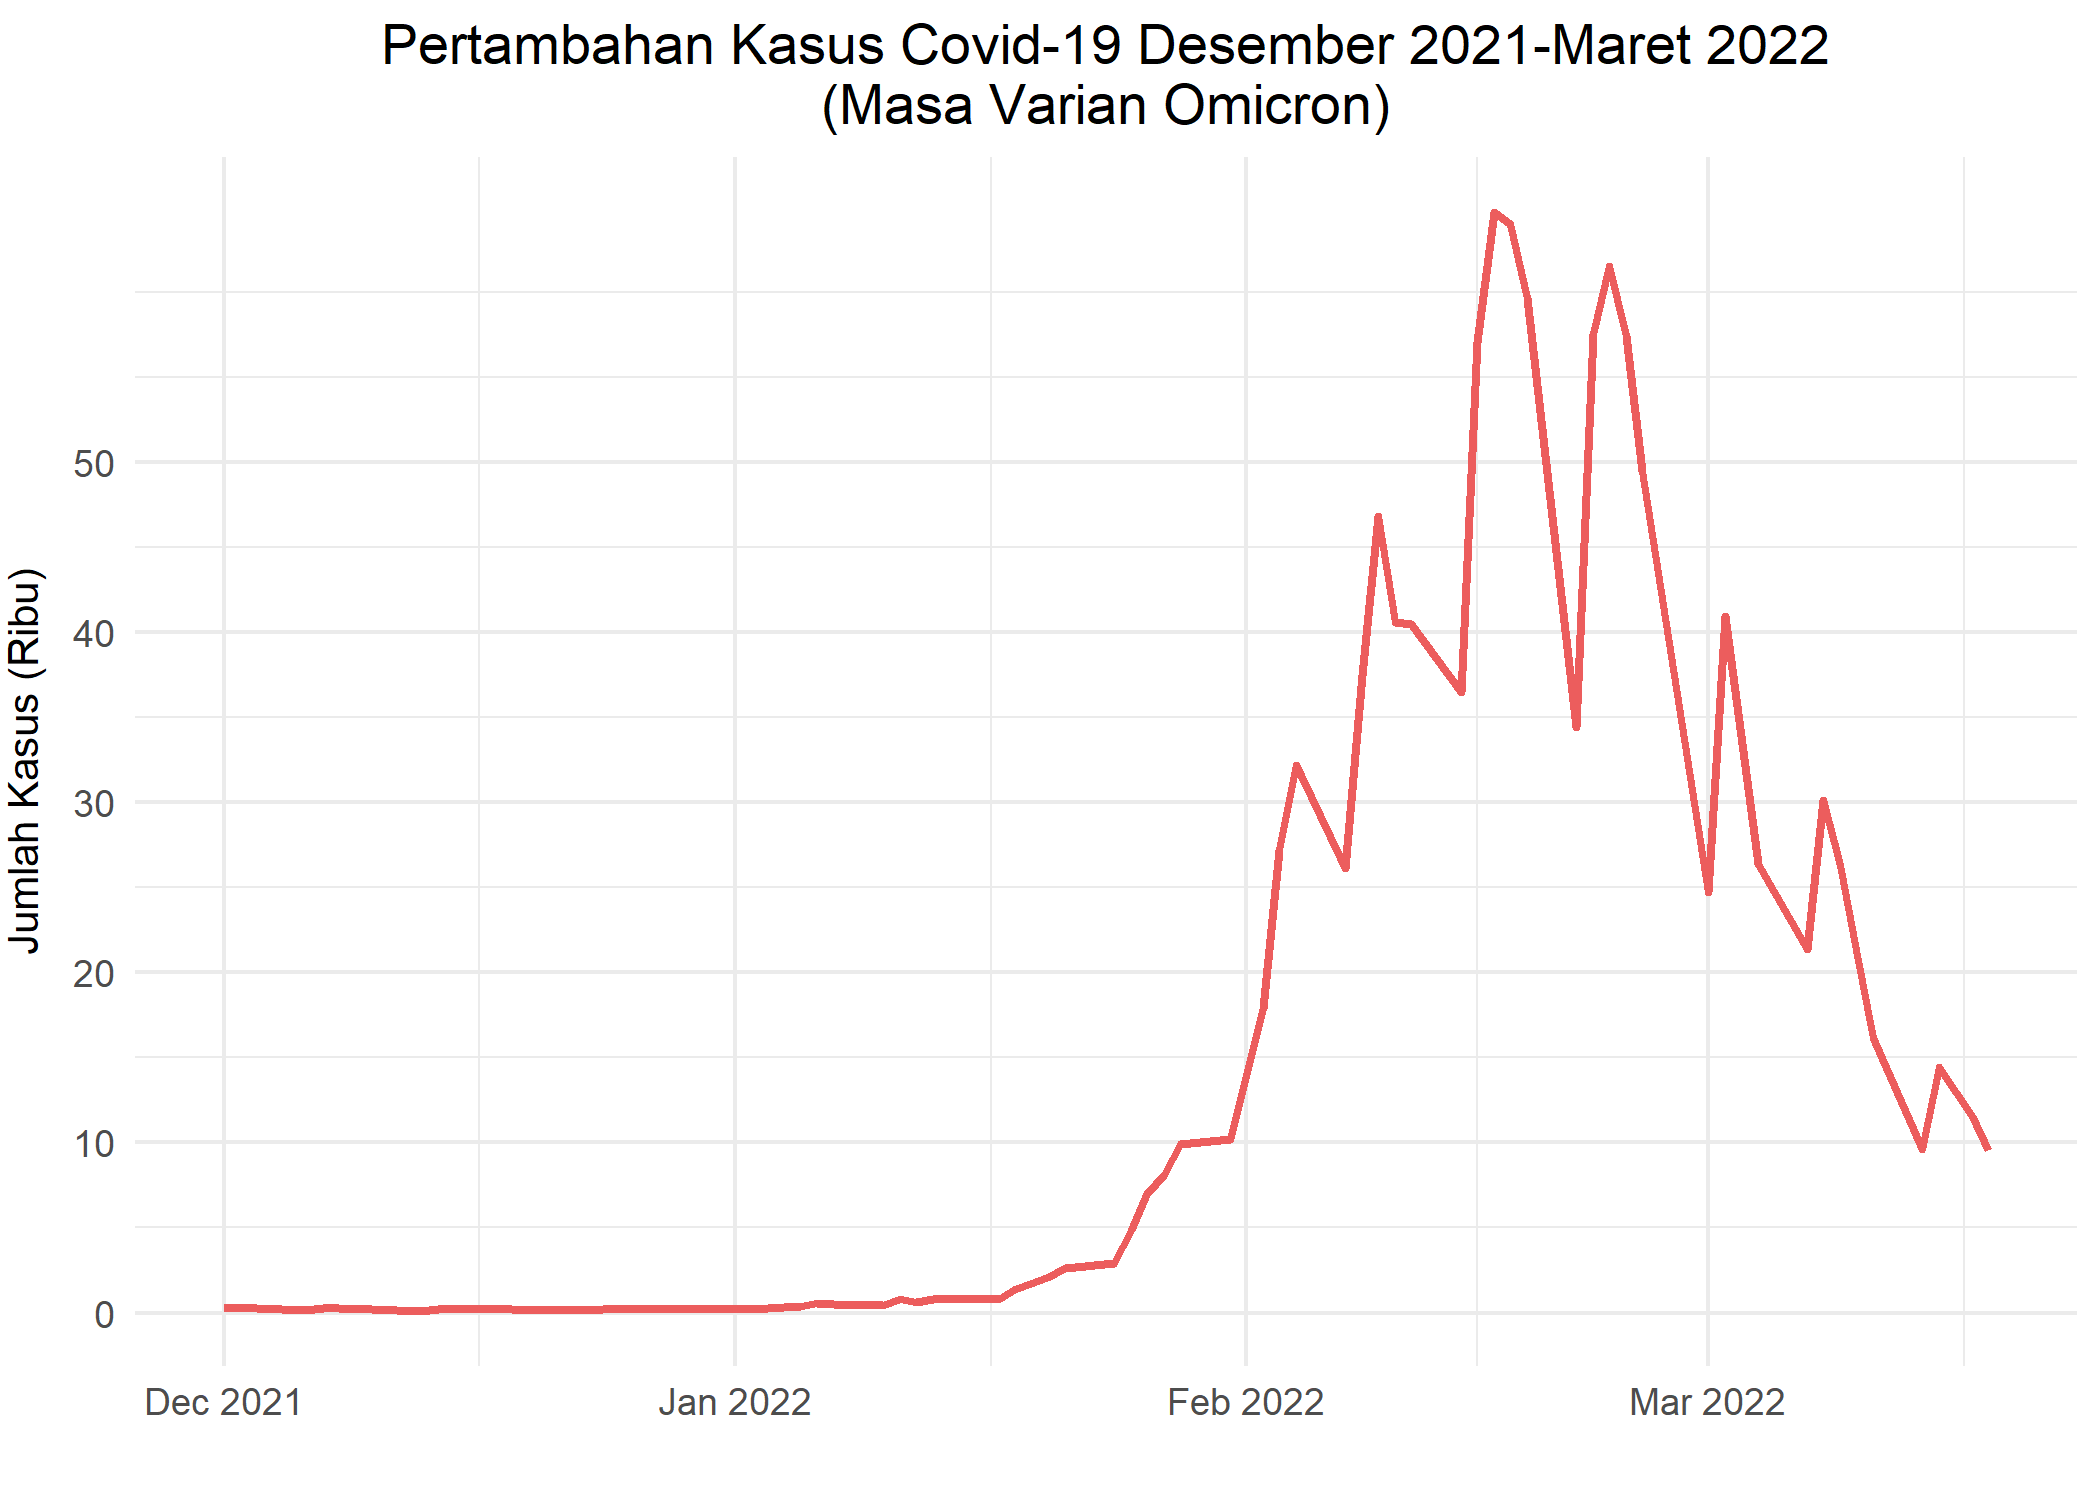 Pertambahan Kasus Covid-19 Desember 2021-Maret 2022
(Masa Varian Omicron)
Jumlah Kasus (Ribu)
50
40
30
20
10
0
Dec 2021
Jan 2022
Feb 2022
Mar 2022